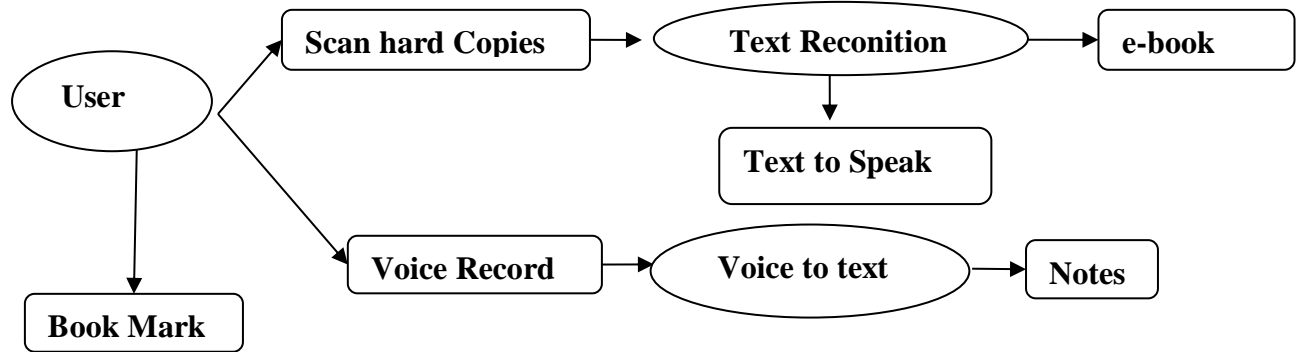 Scan hard Copies
Text Reconition
e-book
User
Text to Speak
Voice Record
Voice to text
Notes
Book Mark